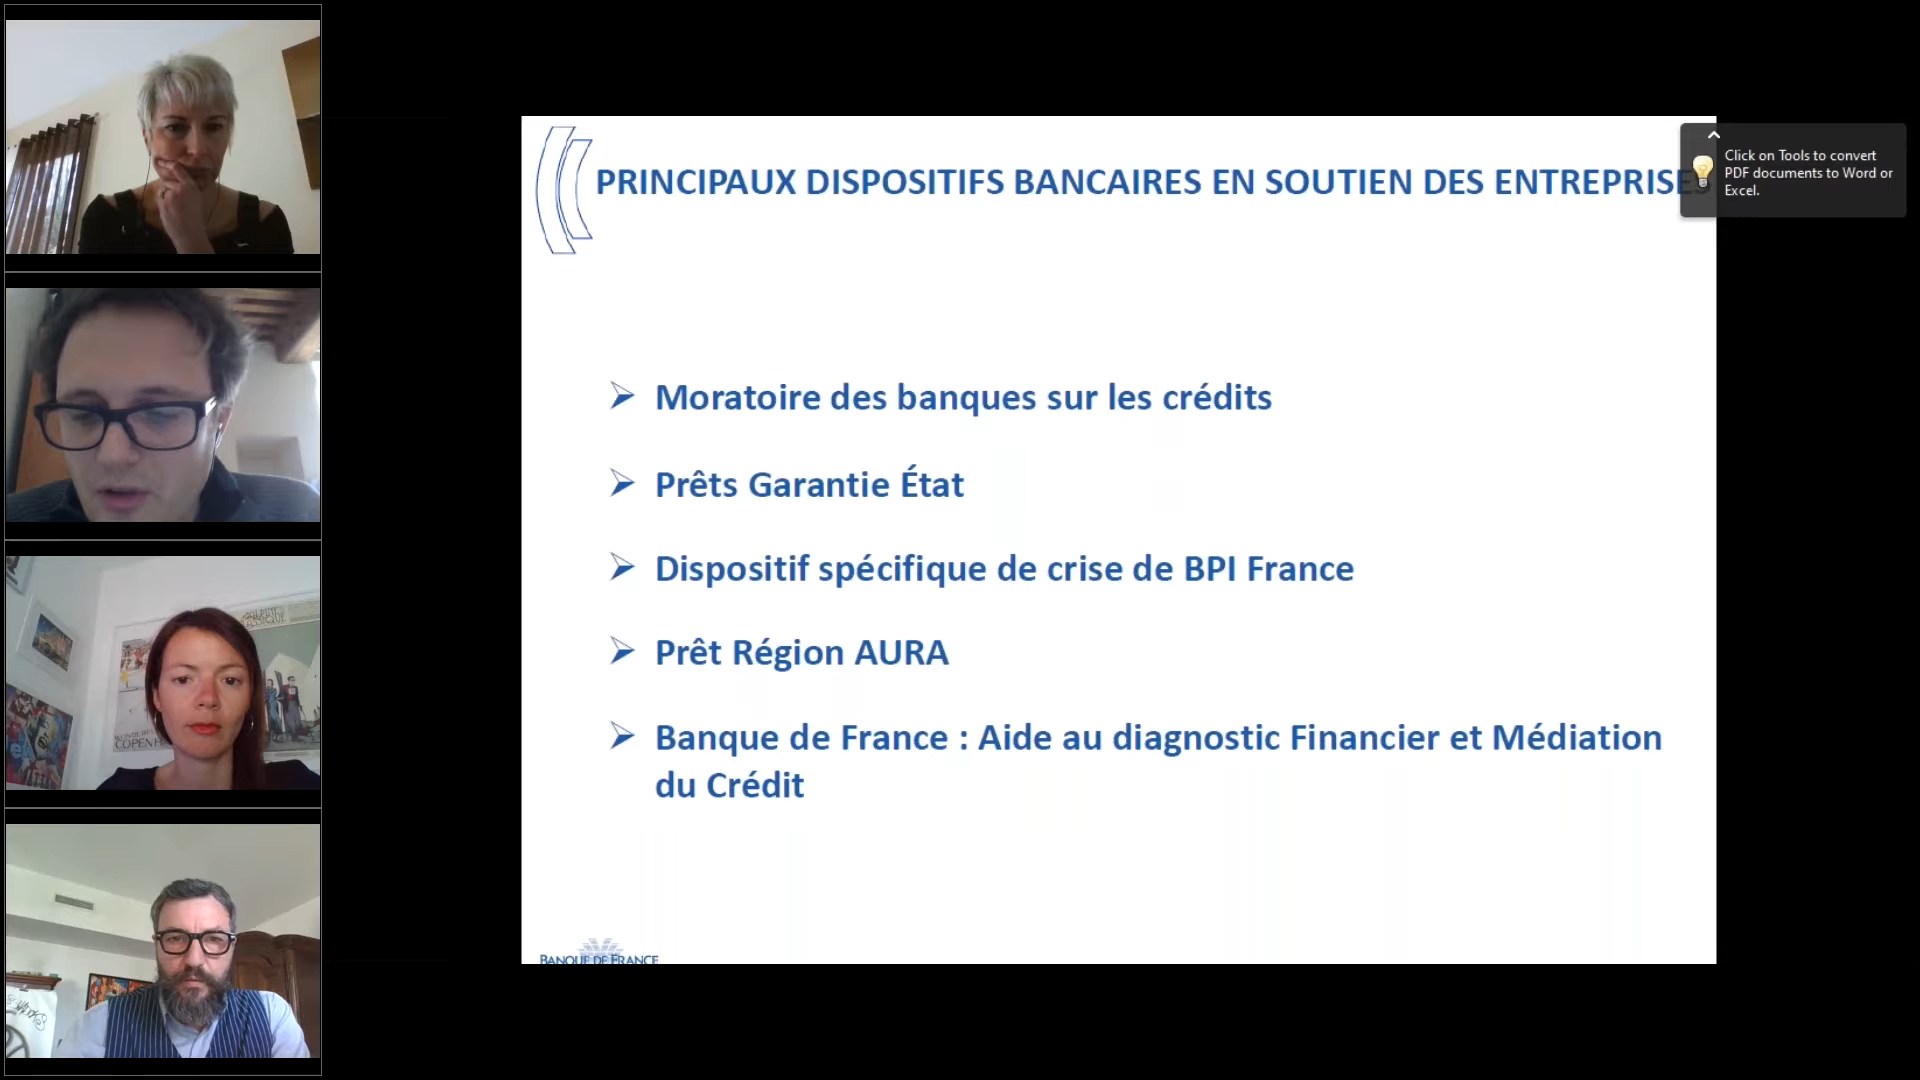 PRINCIPAUX DISPOSITIFS BANCAIRES EN SOUTIEN DES ENTREPRISES
Click on Tools to convert
PDF documents to Word or
Excel.
Moratoire des banques sur les crédits
Prêts Garantie État
Dispositif spécifique de crise de BPI France
Prêt Région AURA
Banque de France : Aide au diagnostic Financier et Médiation
du Crédit
BANQUE DE FRANCE